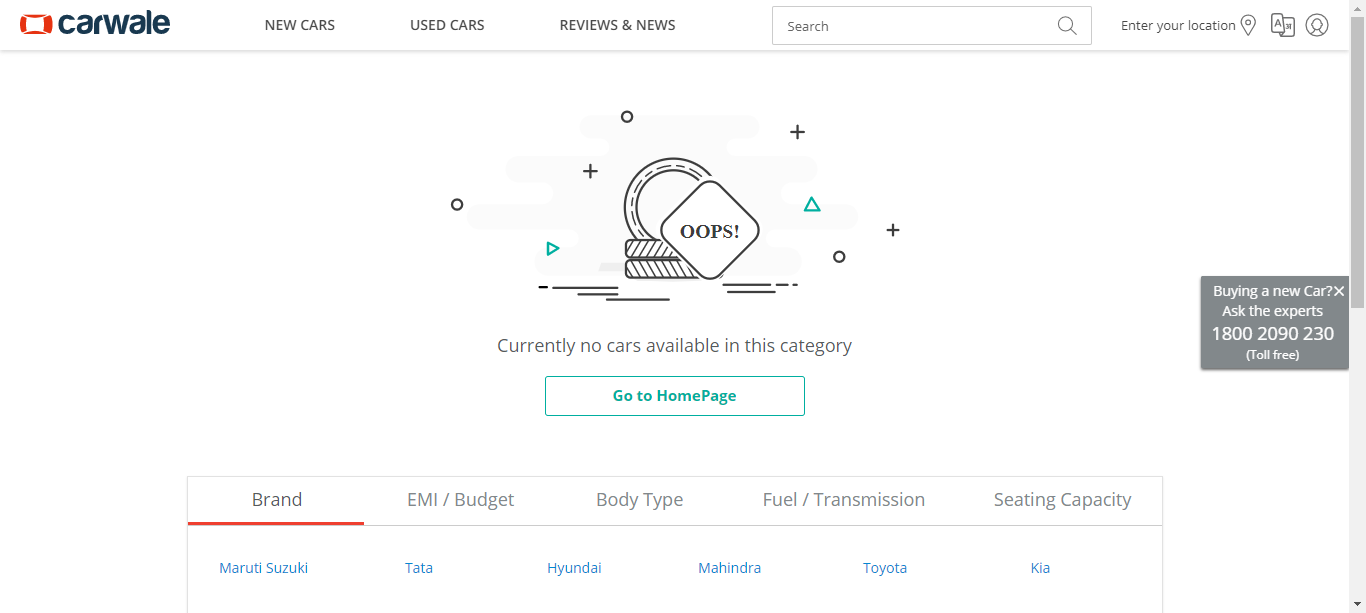 carwale
NEW CARS
USED CARS
REVIEWS & NEWS
Search
Enter your location
OOPS!
Currently no cars available in this category
Go to HomePage
Buying a new Car?
Ask the experts
1800 2090 230
(Toll free)
Brand
EMI / Budget
Body Type
Fuel / Transmission
Seating Capacity
Maruti Suzuki
Tata
Hyundai
Mahindra
Toyota
Kia